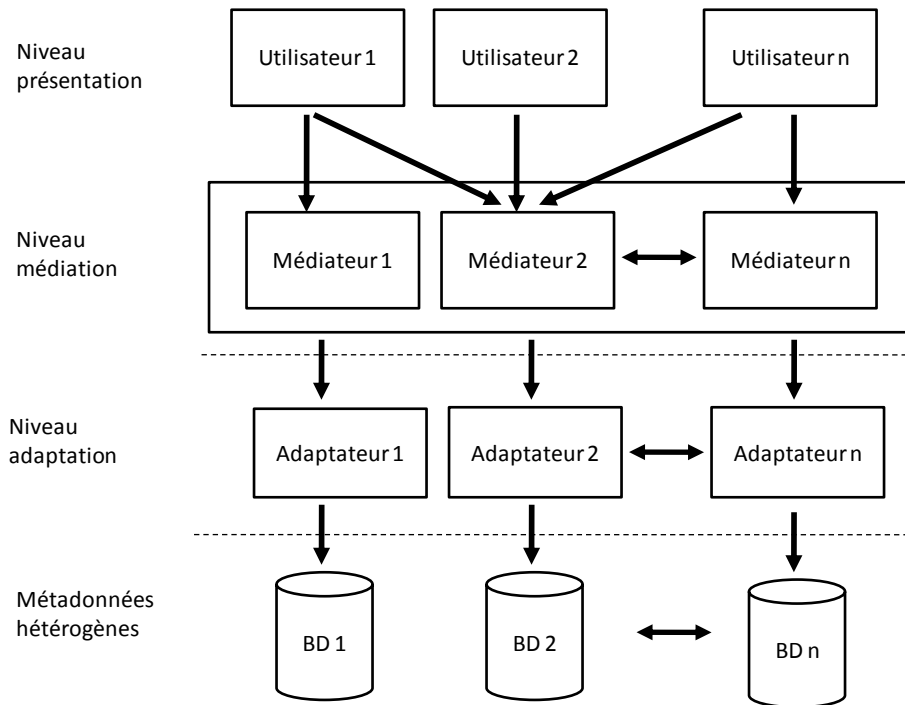 Niveau
présentation
Utilisateur 1
Utilisateur 2
Utilisateur n
Niveau
médiation
Médiateur 1
Médiateur 2
Médiateur n
Niveau
adaptation
Adaptateur 1
Adaptateur 2
Adaptateur n
Métadonnées
hétérogènes
BD 1
BD 2
BD n